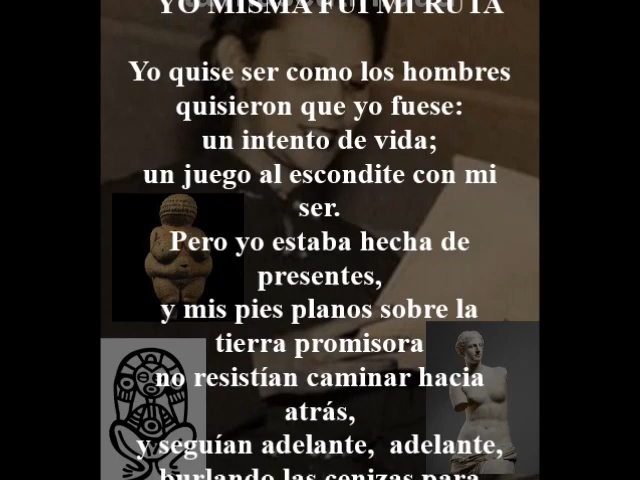 YO MISMA FUI MI RUTA
Yo quise ser como los hombres
quisieron que yo fuese:
un intento de vida;
un juego al escondite con mi
ser.
Pero yo estaba hecha de
presentes,
y mis pies planos sobre la
tierra promisora
no resistían caminar hacia
atrás,
y seguían adelante,  adelante,
burlando las cenizas para